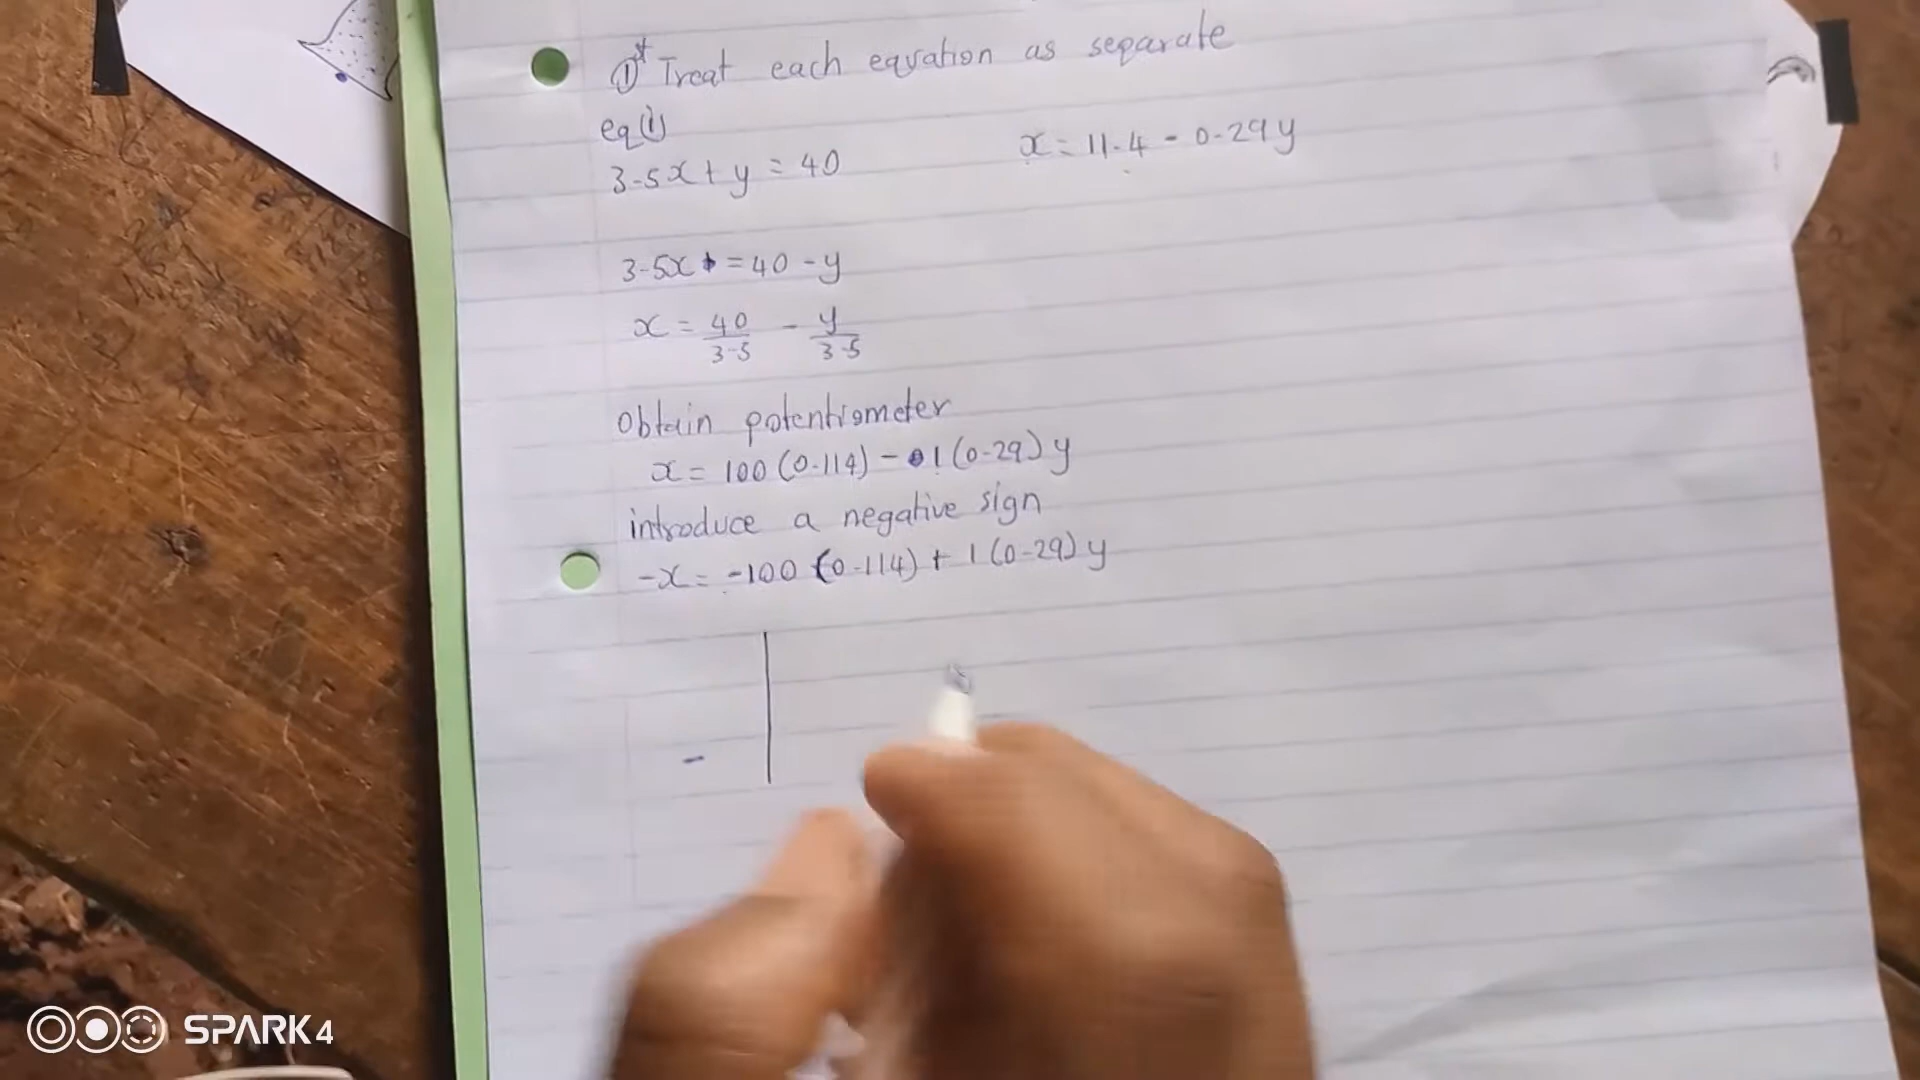 1st Treat each equation as separate
eq(i)
3.5x + y = 40
x = 11.4 - 0.29y
3.5x = 40 - y
x = 40/3.5 - y/3.5
Obtain potentiometer
x = 100 (0.114) - 1 (0.29) y
introduce a negative sign
-x = -100 (0.114) + 1 (0.29) y
-
SPARK 4